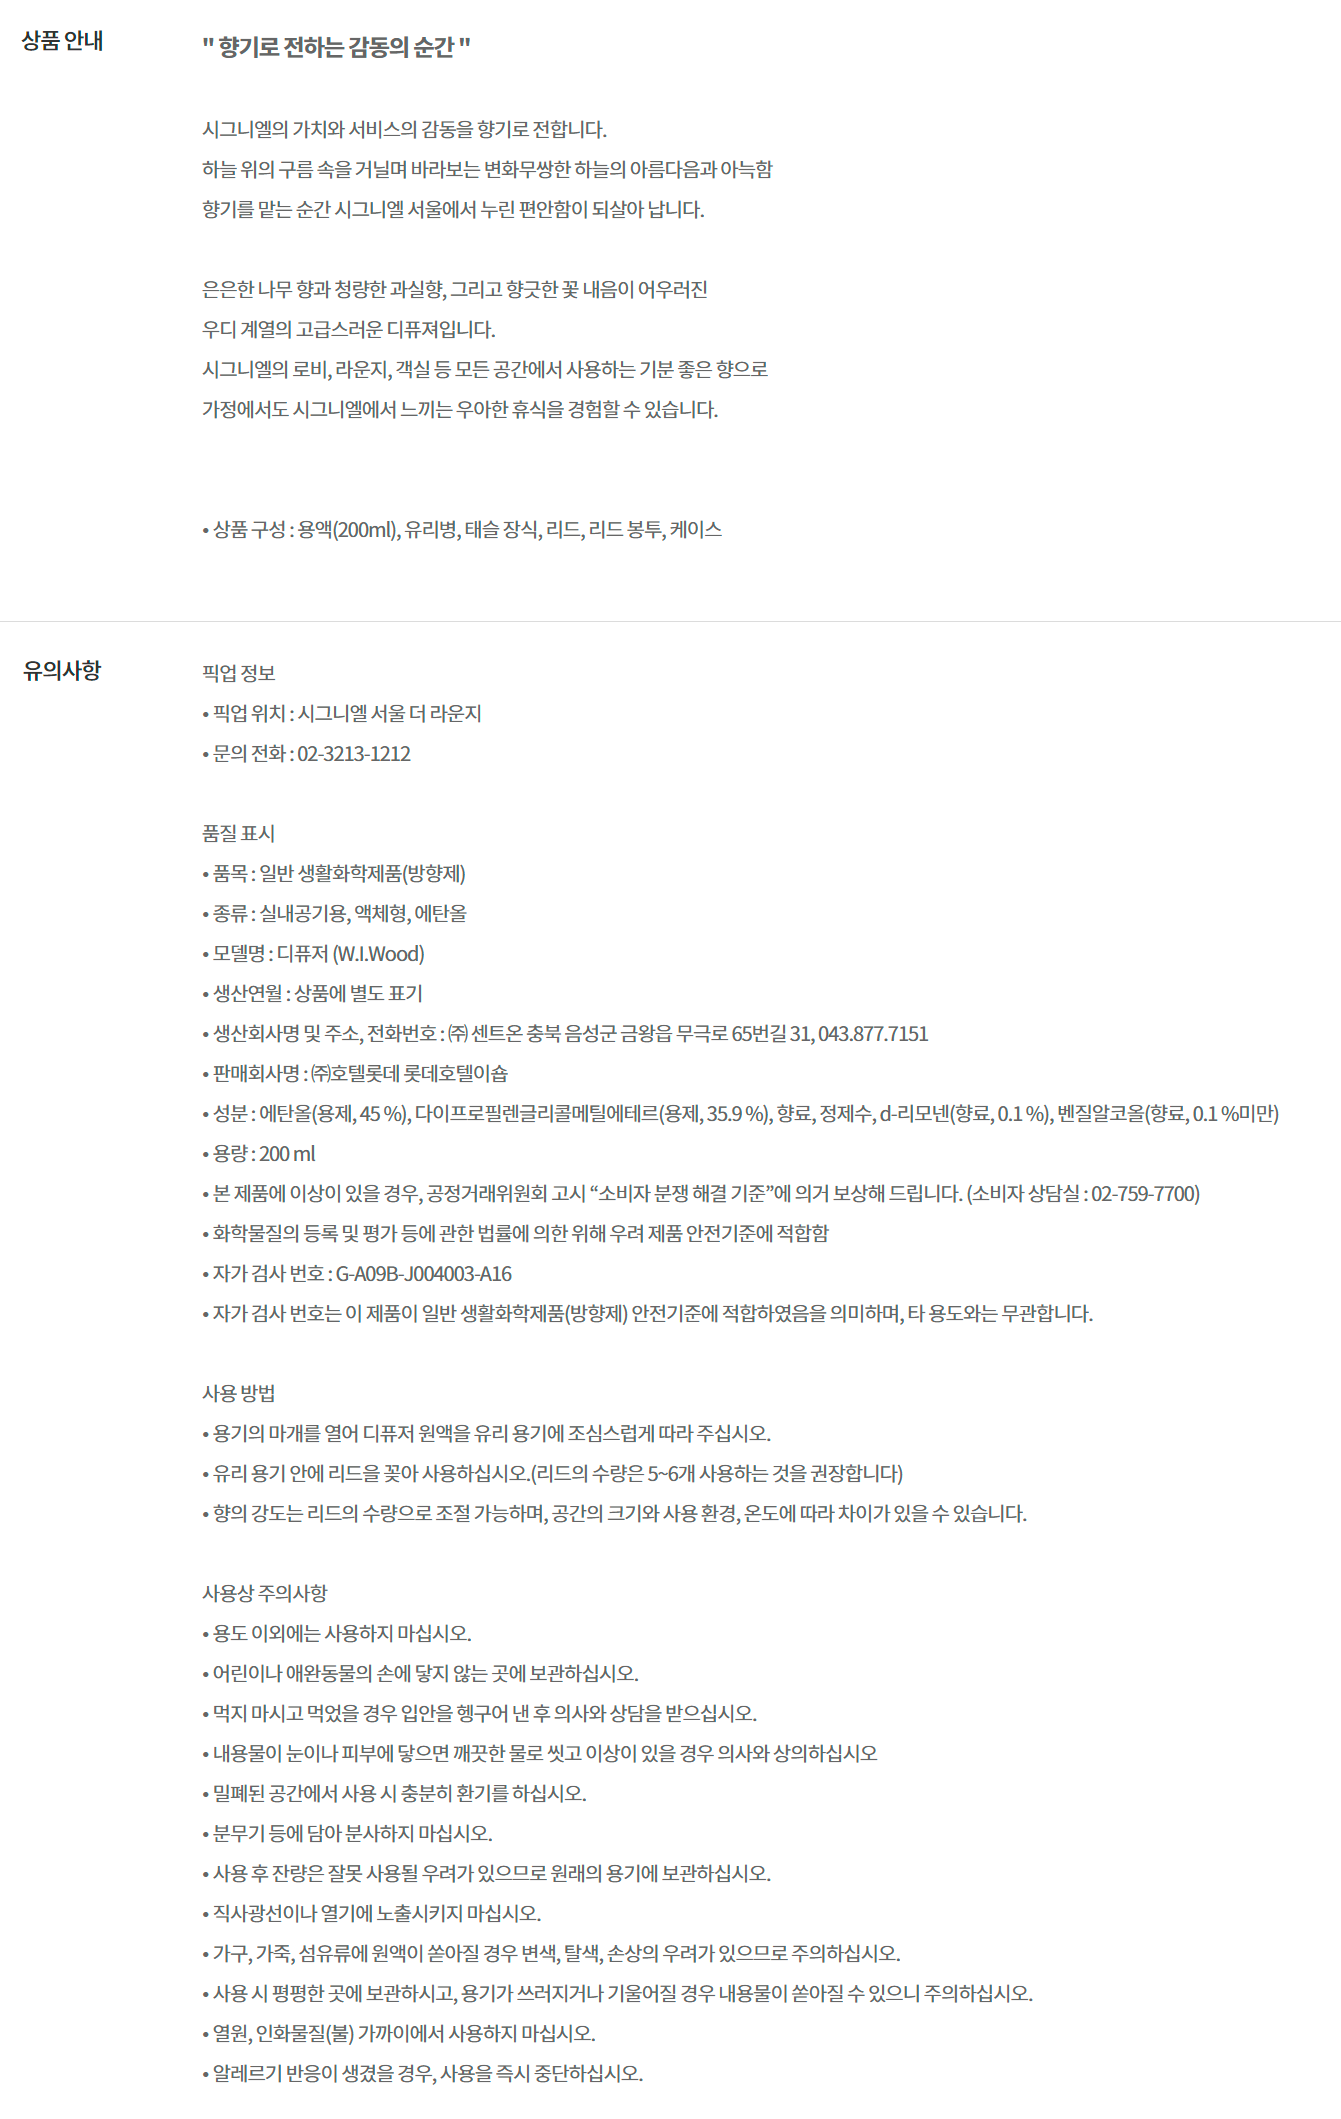 상품 안내
" 향기로 전하는 감동의 순간 "
시그니엘의 가치와 서비스의 감동을 향기로 전합니다.
하늘 위의 구름 속을 거닐며 바라보는 변화무쌍한 하늘의 아름다음과 아늑함
향기를 맡는 순간 시그니엘 서울에서 누린 편안함이 되살아 납니다.
은은한 나무 향과 청량한 과실향, 그리고 향긋한 꽃 내음이 어우러진
우디 계열의 고급스러운 디퓨져입니다.
시그니엘의 로비, 라운지, 객실 등 모든 공간에서 사용하는 기분 좋은 향으로
가정에서도 시그니엘에서 느끼는 우아한 휴식을 경험할 수 있습니다.
• 상품 구성 : 용액(200ml), 유리병, 태슬 장식, 리드, 리드 봉투, 케이스
유의사항
픽업 정보
• 픽업 위치 : 시그니엘 서울 더 라운지
• 문의 전화 : 02-3213-1212
품질 표시
• 품목 : 일반 생활화학제품(방향제)
• 종류 : 실내공기용, 액체형, 에탄올
• 모델명 : 디퓨저 (W.I.Wood)
• 생산연월 : 상품에 별도 표기
• 생산회사명 및 주소, 전화번호 : ㈜ 센트온 충북 음성군 금왕읍 무극로 65번길 31, 043.877.7151
• 판매회사명 : ㈜호텔롯데 롯데호텔이숍
• 성분 : 에탄올(용제, 45 %), 다이프로필렌글리콜메틸에테르(용제, 35.9 %), 향료, 정제수, d-리모넨(향료, 0.1 %), 벤질알코올(향료, 0.1 %미만)
• 용량 : 200 ml
• 본 제품에 이상이 있을 경우, 공정거래위원회 고시 “소비자 분쟁 해결 기준”에 의거 보상해 드립니다. (소비자 상담실 : 02-759-7700)
• 화학물질의 등록 및 평가 등에 관한 법률에 의한 위해 우려 제품 안전기준에 적합함
• 자가 검사 번호 : G-A09B-J004003-A16
• 자가 검사 번호는 이 제품이 일반 생활화학제품(방향제) 안전기준에 적합하였음을 의미하며, 타 용도와는 무관합니다.
사용 방법
• 용기의 마개를 열어 디퓨저 원액을 유리 용기에 조심스럽게 따라 주십시오.
• 유리 용기 안에 리드을 꽂아 사용하십시오.(리드의 수량은 5~6개 사용하는 것을 권장합니다)
• 향의 강도는 리드의 수량으로 조절 가능하며, 공간의 크기와 사용 환경, 온도에 따라 차이가 있을 수 있습니다.
사용상 주의사항
• 용도 이외에는 사용하지 마십시오.
• 어린이나 애완동물의 손에 닿지 않는 곳에 보관하십시오.
• 먹지 마시고 먹었을 경우 입안을 헹구어 낸 후 의사와 상담을 받으십시오.
• 내용물이 눈이나 피부에 닿으면 깨끗한 물로 씻고 이상이 있을 경우 의사와 상의하십시오
• 밀폐된 공간에서 사용 시 충분히 환기를 하십시오.
• 분무기 등에 담아 분사하지 마십시오.
• 사용 후 잔량은 잘못 사용될 우려가 있으므로 원래의 용기에 보관하십시오.
• 직사광선이나 열기에 노출시키지 마십시오.
• 가구, 가죽, 섬유류에 원액이 쏟아질 경우 변색, 탈색, 손상의 우려가 있으므로 주의하십시오.
• 사용 시 평평한 곳에 보관하시고, 용기가 쓰러지거나 기울어질 경우 내용물이 쏟아질 수 있으니 주의하십시오.
• 열원, 인화물질(불) 가까이에서 사용하지 마십시오.
• 알레르기 반응이 생겼을 경우, 사용을 즉시 중단하십시오.